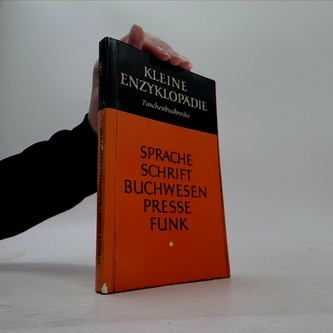 KLEINE
ENZYKLOPÄDIE
Taschenbuchreihe
SPRACHE
SCHRIFT
BUCHWESEN
PRESSE
FUNK